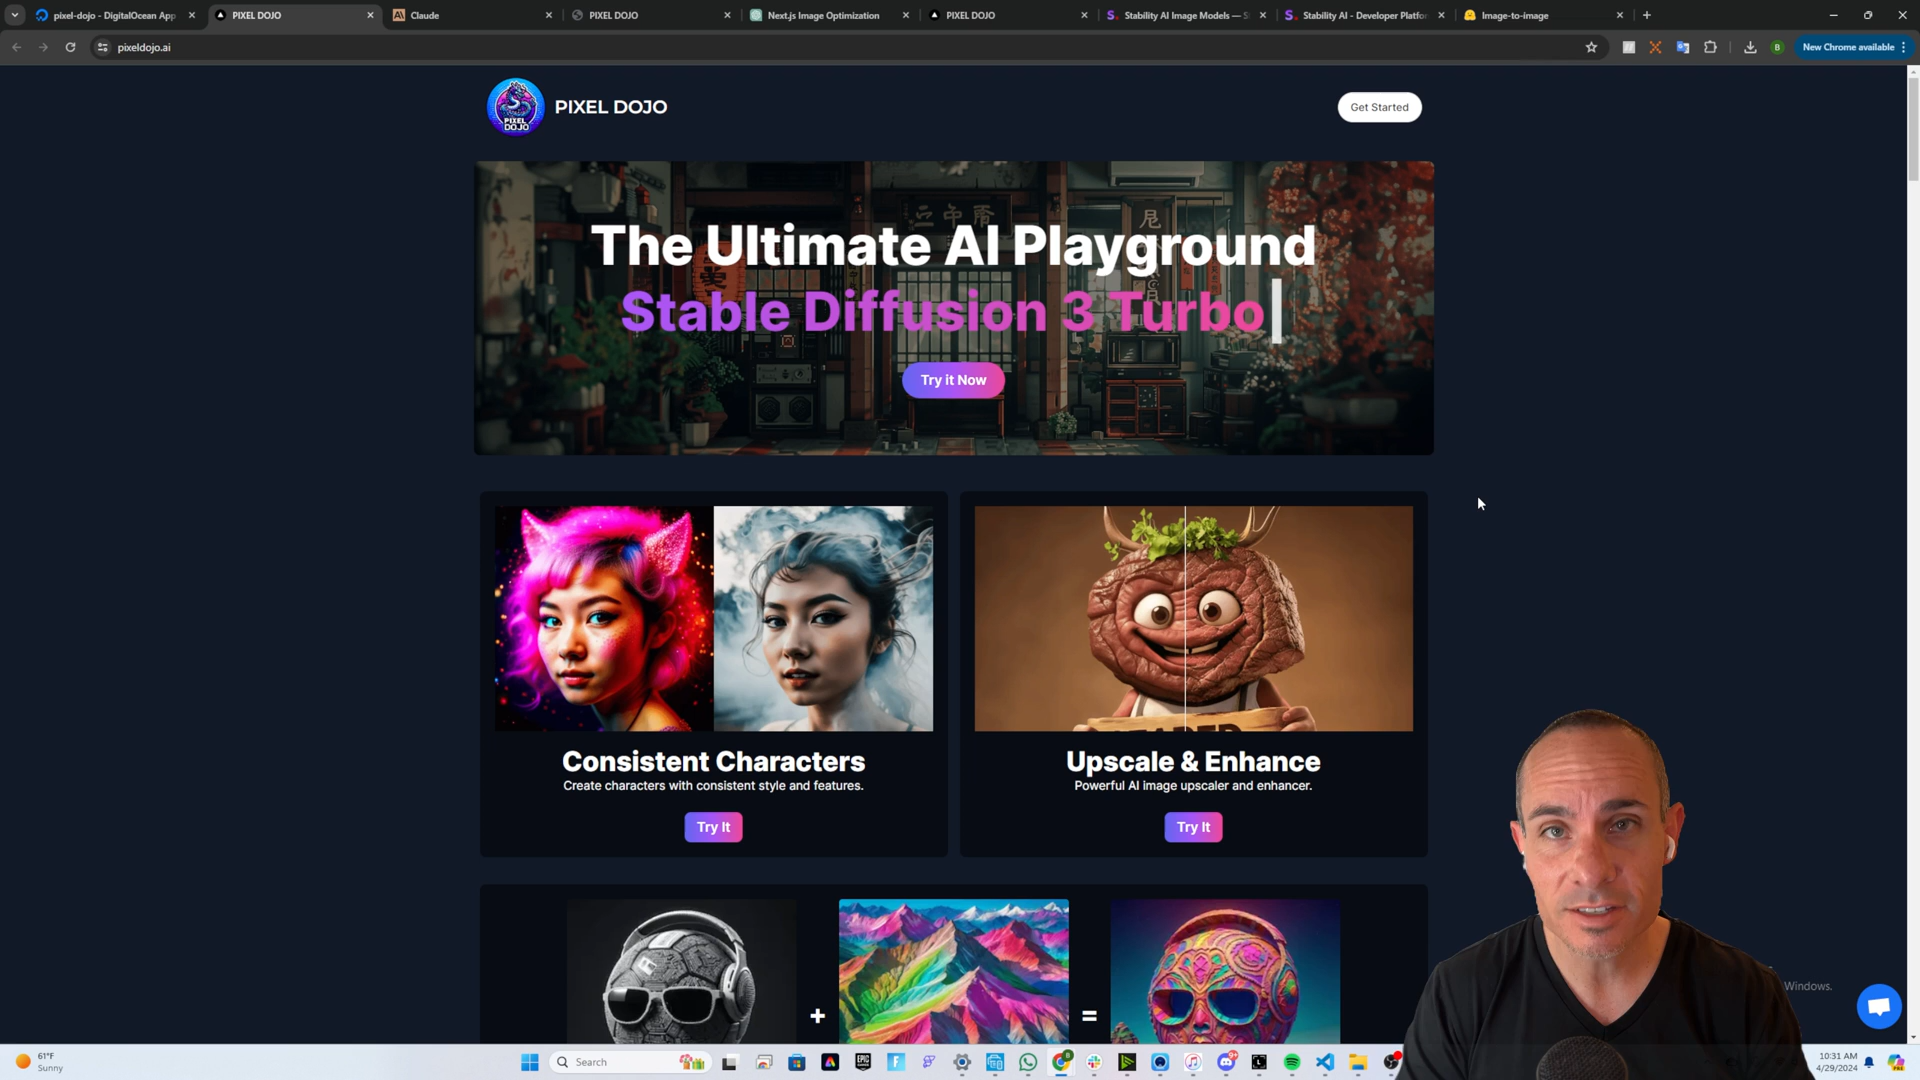 pixel-dojo - DigitalOcean App
PIXEL DOJO
Claude
PIXEL DOJO
Next.js Image Optimization
PIXEL DOJO
Stability AI Image Models —
Stability AI - Developer Platfor
Image-to-image
pixeldojo.ai
B
New Chrome available
PIXEL DOJO
PIXEL DOJO
Get Started
The Ultimate AI Playground
Stable Diffusion 3 Turbo
Try it Now
Consistent Characters
Create characters with consistent style and features.
Try It
Upscale & Enhance
Powerful AI image upscaler and enhancer.
Try It
+
=
Windows.
61°F
Sunny
Search
EPIC
10:31 AM
4/29/2024